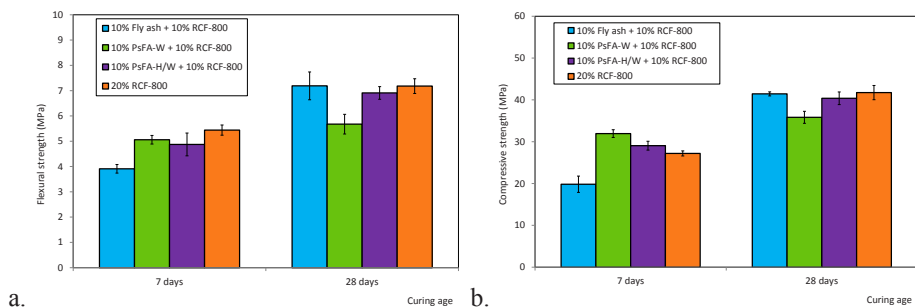 10
9
8
7
6
5
4
3
2
1
0
Flexural strength (MPa)
10% Fly ash + 10% RCF-800
10% PsFA-W + 10% RCF-800
10% PsFA-H/W + 10% RCF-800
20% RCF-800
7 days
28 days
Curing age
a.
60
50
40
30
20
10
0
Compressive strength (MPa)
10% Fly ash + 10% RCF-800
10% PsFA-W + 10% RCF-800
10% PsFA-H/W + 10% RCF-800
20% RCF-800
7 days
28 days
Curing age
b.